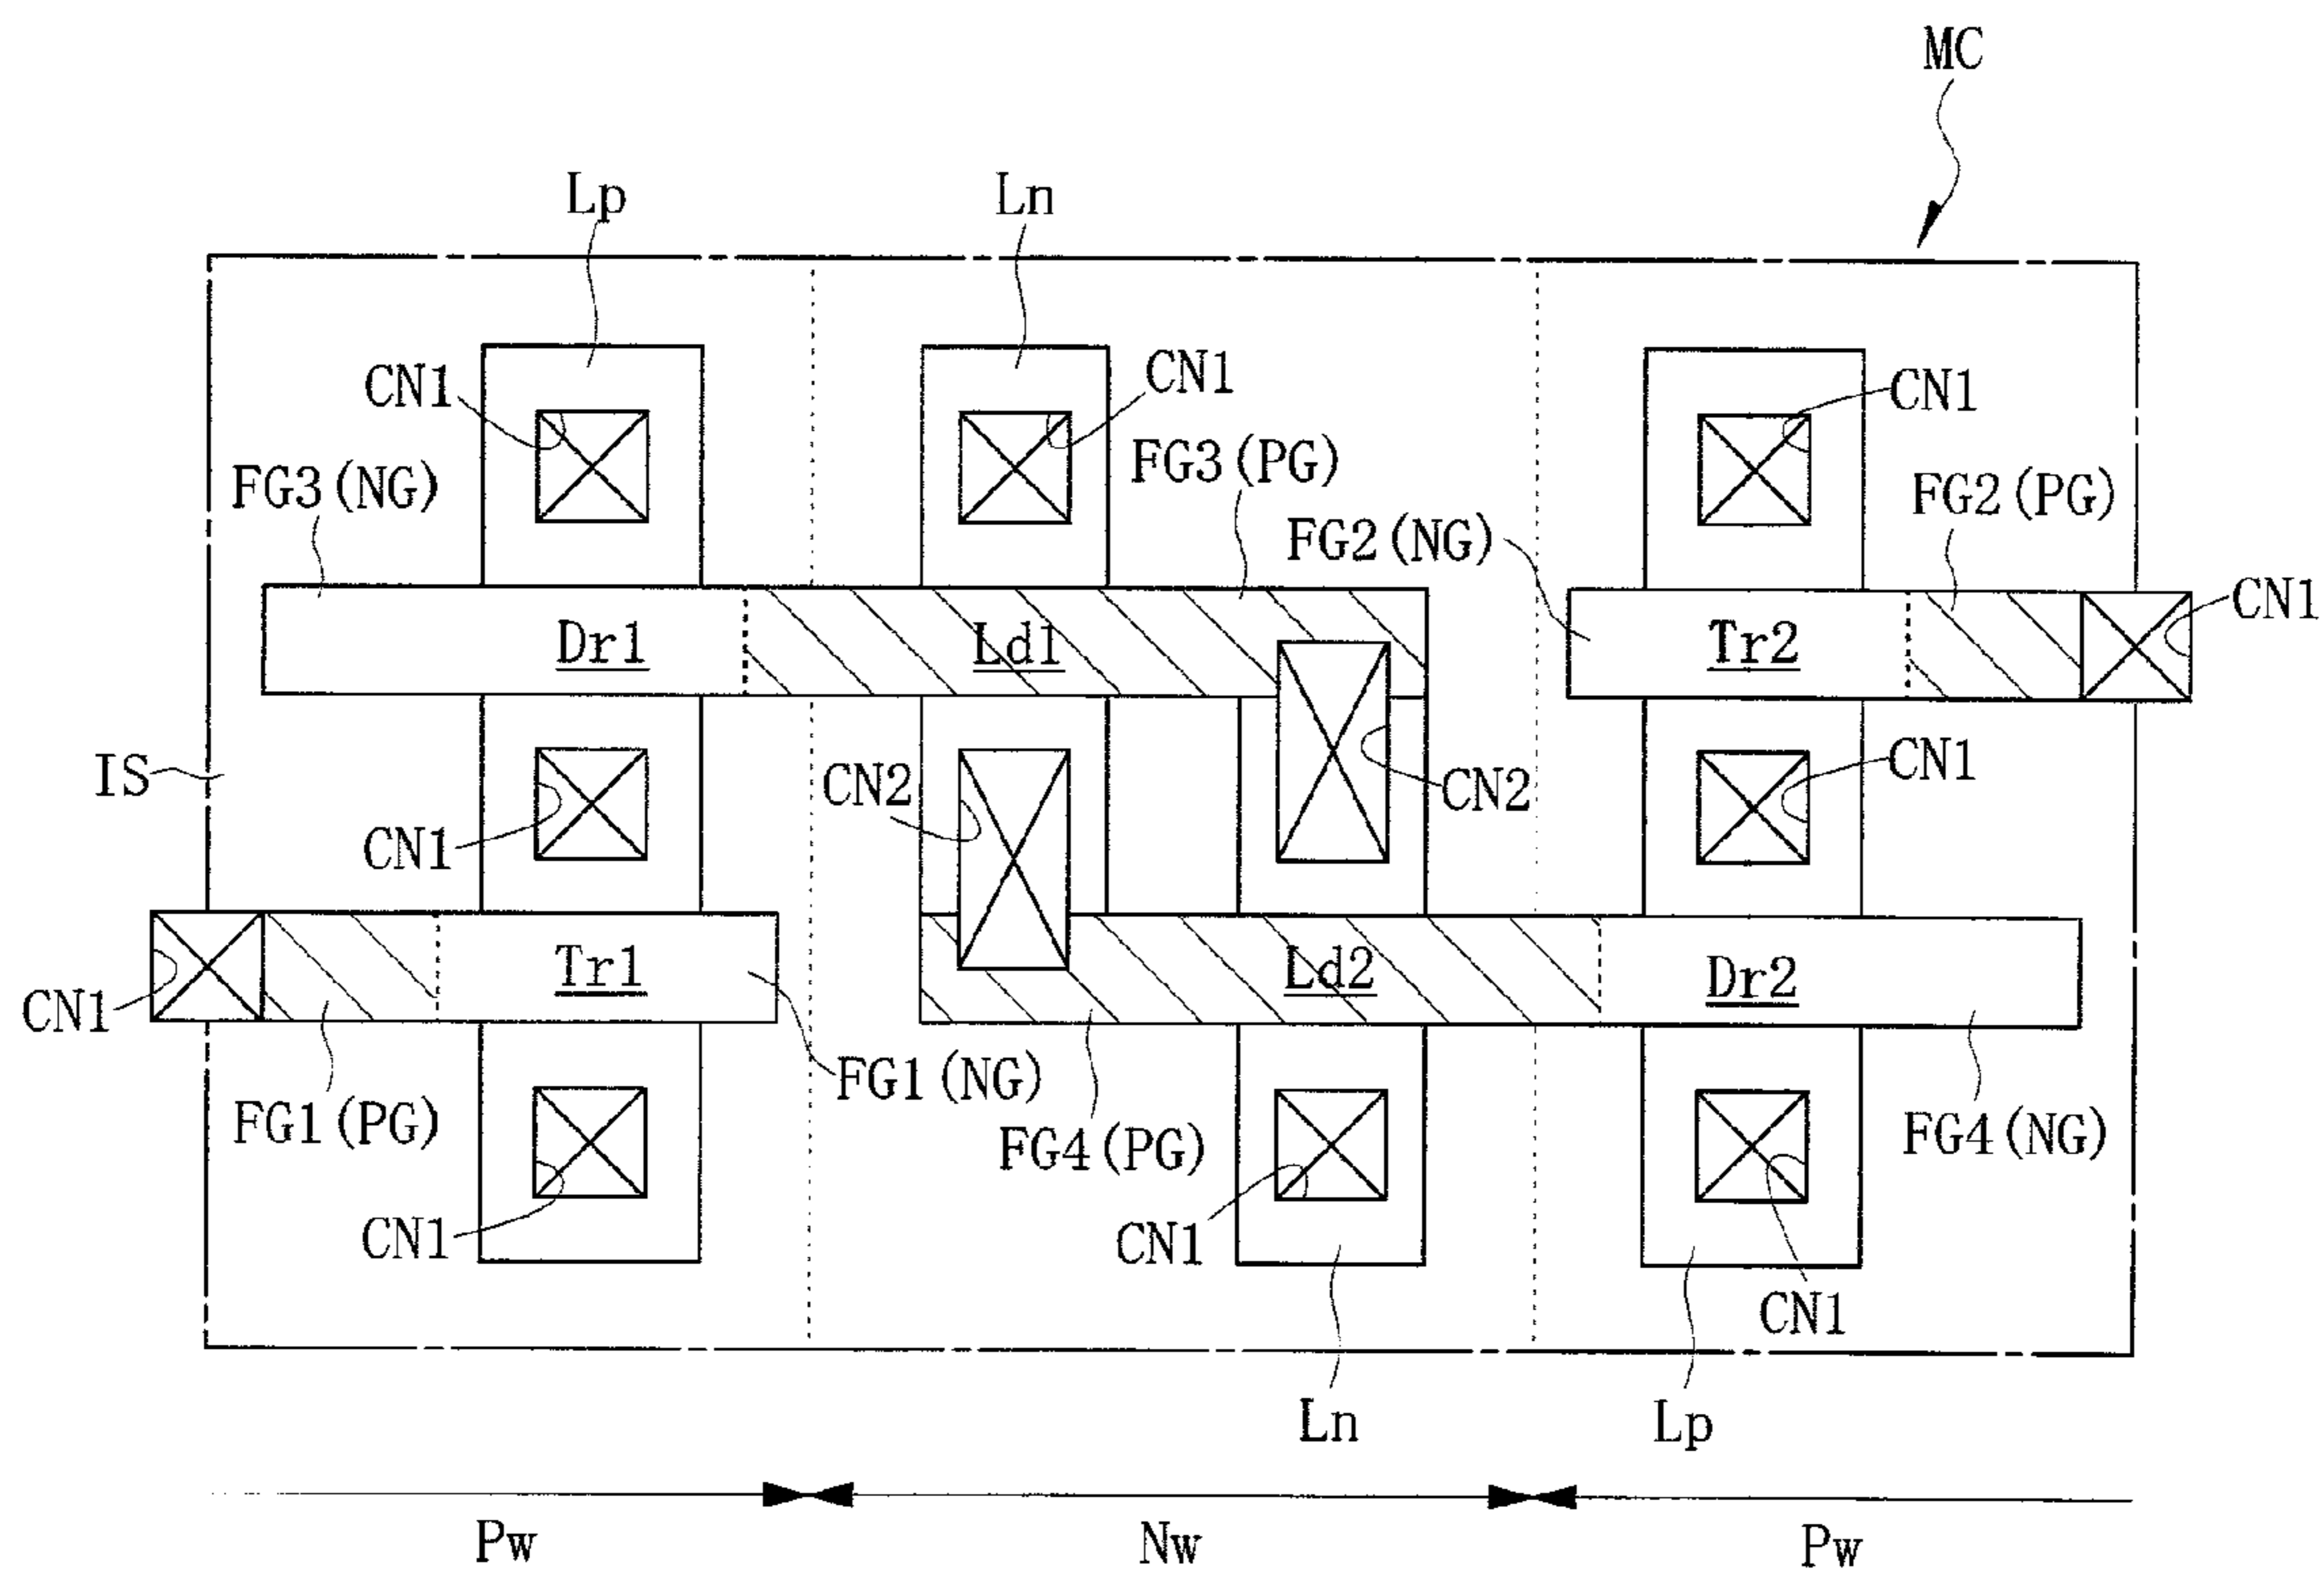 MC
Lp
Ln
CN1
CN1
CN1
FG3(NG)
FG3(PG)
FG2(PG)
FG2(NG)
CN1
Dr1
Ld1
Tr2
IS
CN2
CN2
CN1
CN1
Tr1
Ld2
Dr2
CN1
FG1(NG)
FG1(PG)
FG4(PG)
FG4(NG)
CN1
CN1
CN1
Ln
Lp
Pw
Nw
Pw